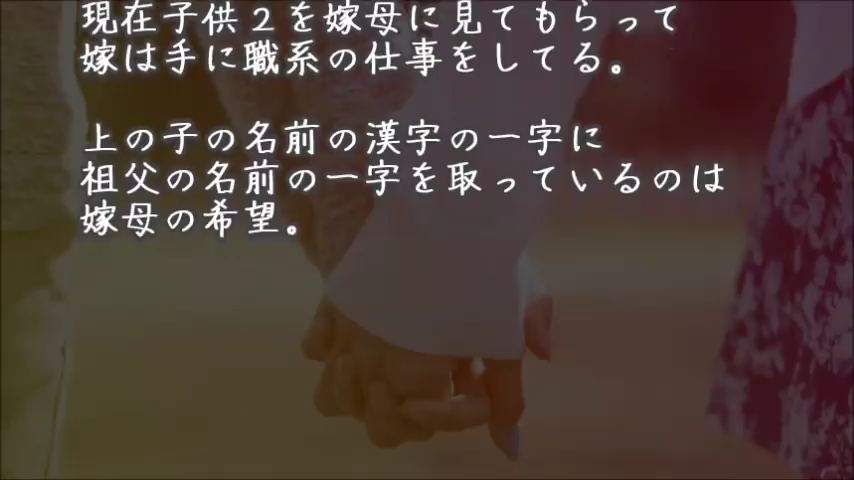 現在子供２を嫁母に見てもらって
嫁は手に職系の仕事をしてる。
上の子の名前の漢字の一字に
祖父の名前の一字を取っているのは
嫁母の希望。